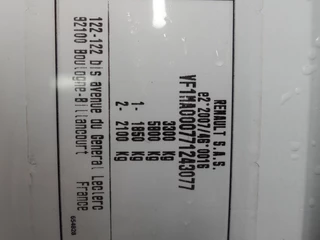 RENAULT S.A.S.
e2*2007/46*0016
VF1MA000771243077
3300 Kg
5800 Kg
1- 1850 Kg
2- 2100 Kg
122-122 bis avenue du General Leclerc
92100 Boulogne-Billancourt France